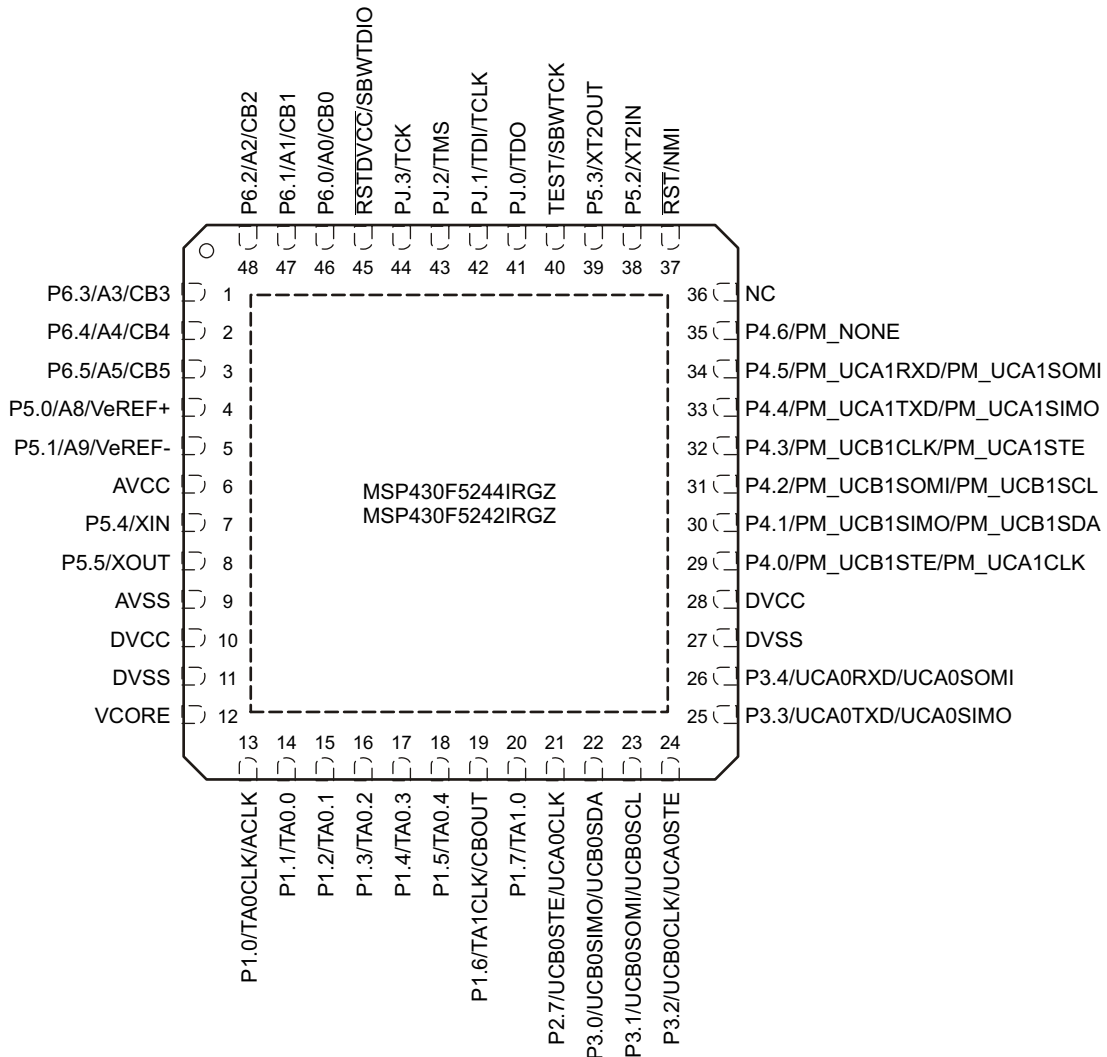 P6.2/A2/CB2
P6.1/A1/CB1
P6.0/A0/CB0
RSTDVCC/SBWTDIO
PJ.3/TCK
PJ.2/TMS
PJ.1/TDI/TCLK
PJ.0/TDO
TEST/SBWTCK
P5.3/XT2OUT
P5.2/XT2IN
RST/NMI
48 47 46 45 44 43 42 41 40 39 38 37
P6.3/A3/CB3 1
P6.4/A4/CB4 2
P6.5/A5/CB5 3
P5.0/A8/VeREF+ 4
P5.1/A9/VeREF- 5
AVCC 6
P5.4/XIN 7
P5.5/XOUT 8
AVSS 9
DVCC 10
DVSS 11
VCORE 12
MSP430F5244IRGZ
MSP430F5242IRGZ
36 NC
35 P4.6/PM_NONE
34 P4.5/PM_UCA1RXD/PM_UCA1SOMI
33 P4.4/PM_UCA1TXD/PM_UCA1SIMO
32 P4.3/PM_UCB1CLK/PM_UCA1STE
31 P4.2/PM_UCB1SOMI/PM_UCB1SCL
30 P4.1/PM_UCB1SIMO/PM_UCB1SDA
29 P4.0/PM_UCB1STE/PM_UCA1CLK
28 DVCC
27 DVSS
26 P3.4/UCA0RXD/UCA0SOMI
25 P3.3/UCA0TXD/UCA0SIMO
13 14 15 16 17 18 19 20 21 22 23 24
P1.0/TA0CLK/ACLK
P1.1/TA0.0
P1.2/TA0.1
P1.3/TA0.2
P1.4/TA0.3
P1.5/TA0.4
P1.6/TA1CLK/CBOUT
P1.7/TA1.0
P2.7/UCB0STE/UCA0CLK
P3.0/UCB0SIMO/UCB0SDA
P3.1/UCB0SOMI/UCB0SCL
P3.2/UCB0CLK/UCA0STE